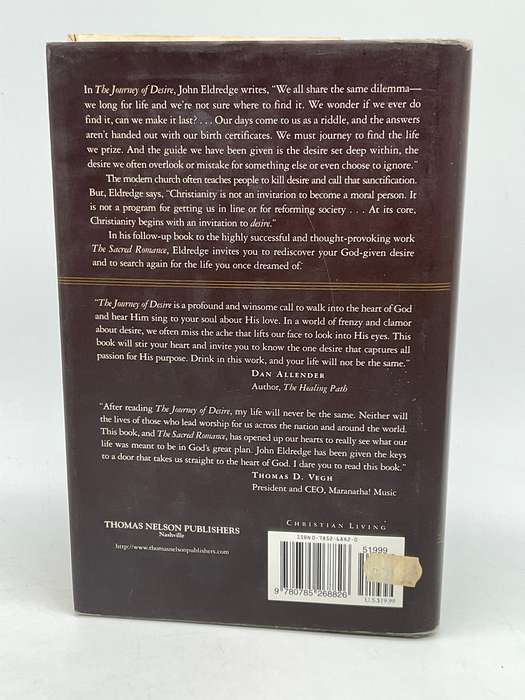 In The Journey of Desire, John Eldredge writes, "We all share the same dilemma—
we long for life and we're not sure where to find it. We wonder if we ever do
find it, can we make it last? . . . Our days come to us as a riddle, and the answers
aren't handed out with our birth certificates. We must journey to find the life
we prize. And the guide we have been given is the desire set deep within, the
desire we often overlook or mistake for something else or even choose to ignore."
The modern church often teaches people to kill desire and call that sanctification.
But, Eldredge says, "Christianity is not an invitation to become a moral person. It
is not a program for getting us in line or for reforming society . . . At its core,
Christianity begins with an invitation to desire."
In his follow-up book to the highly successful and thought-provoking work
The Sacred Romance, Eldredge invites you to rediscover your God-given desire
and to search again for the life you once dreamed of.
"The Journey of Desire is a profound and winsome call to walk into the heart of God
and hear Him sing to your soul about His love. In a world of frenzy and clamor
about desire, we often miss the ache that lifts our face to look into His eyes. This
book will stir your heart and invite you to know the one desire that captures all
passion for His purpose. Drink in this work, and your life will not be the same."
DAN ALLENDER
Author, The Healing Path
"After reading The Journey of Desire, my life will never be the same. Neither will
the lives of those who lead worship for us across the nation and around the world.
This book, and The Sacred Romance, has opened up our hearts to really see what our
life was meant to be in God's great plan. John Eldredge has been given the keys
to a door that takes us straight to the heart of God. I dare you to read this book."
THOMAS D. VEGH
President and CEO, Maranatha! Music
THOMAS NELSON PUBLISHERS
Nashville
http://www.thomasnelsonpublishers.com
CHRISTIAN LIVING
ISBN 0-7852-6882-0
51999
9 780785 268826
U.S.$19.99